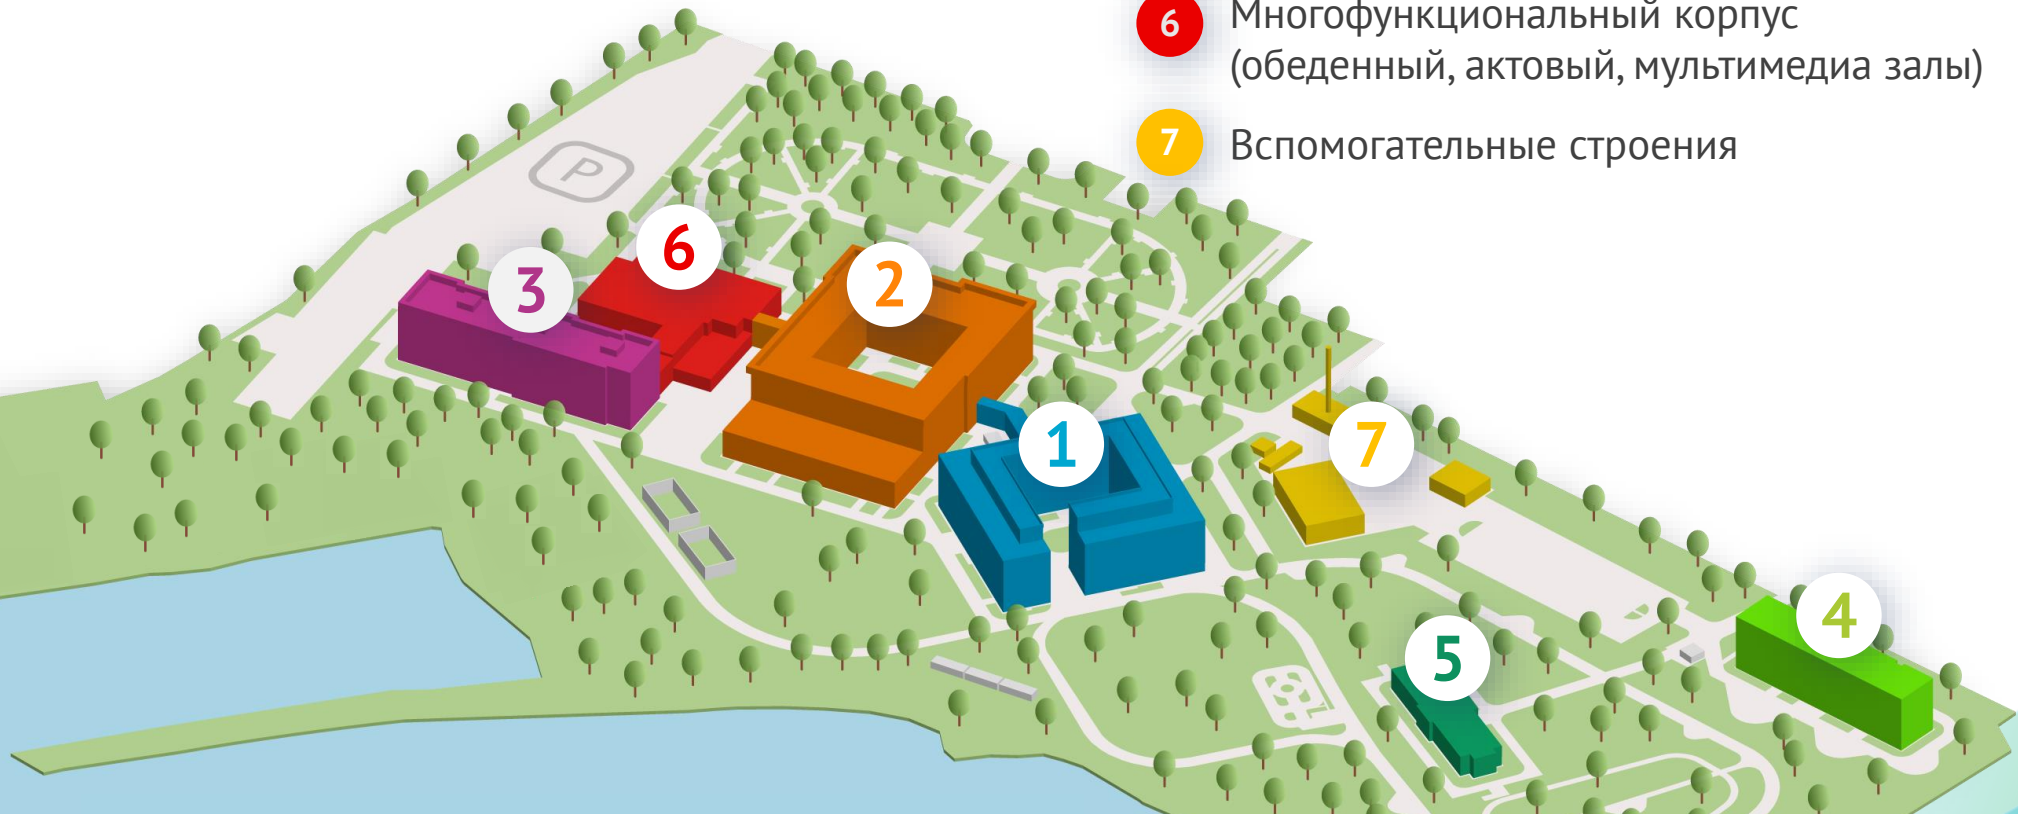 6 Многофункциональный корпус
(обеденный, актовый, мультимедиа залы)
7 Вспомогательные строения
P
6
3
2
1
7
4
5